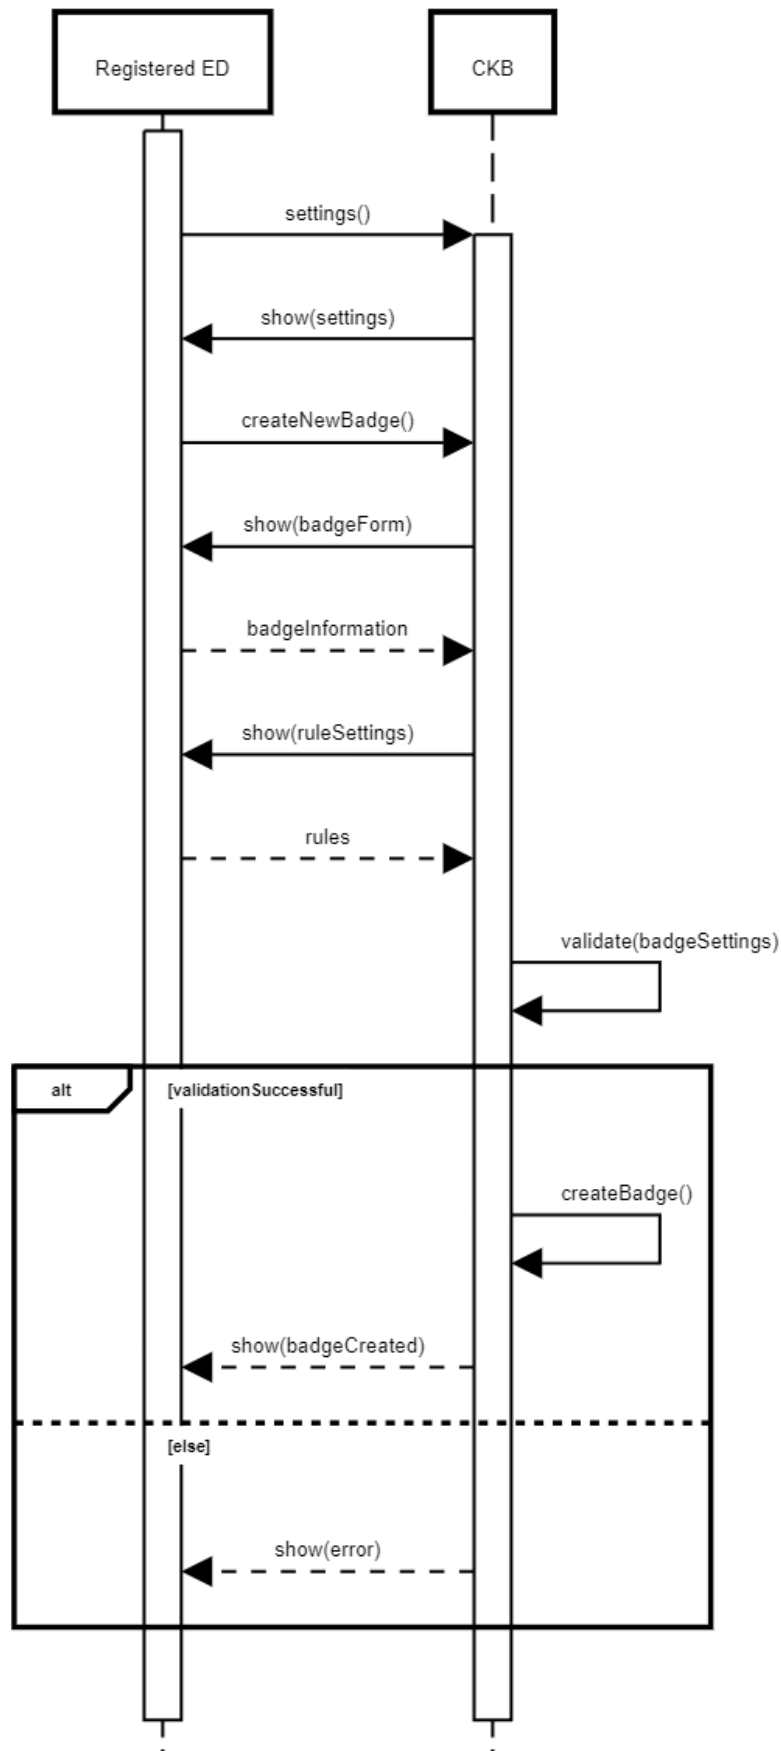 Registered ED
CKB
settings()
show(settings)
createNewBadge()
show(badgeForm)
badgeInformation
show(ruleSettings)
rules
validate(badgeSettings)
alt
[validationSuccessful]
createBadge()
show(badgeCreated)
[else]
show(error)